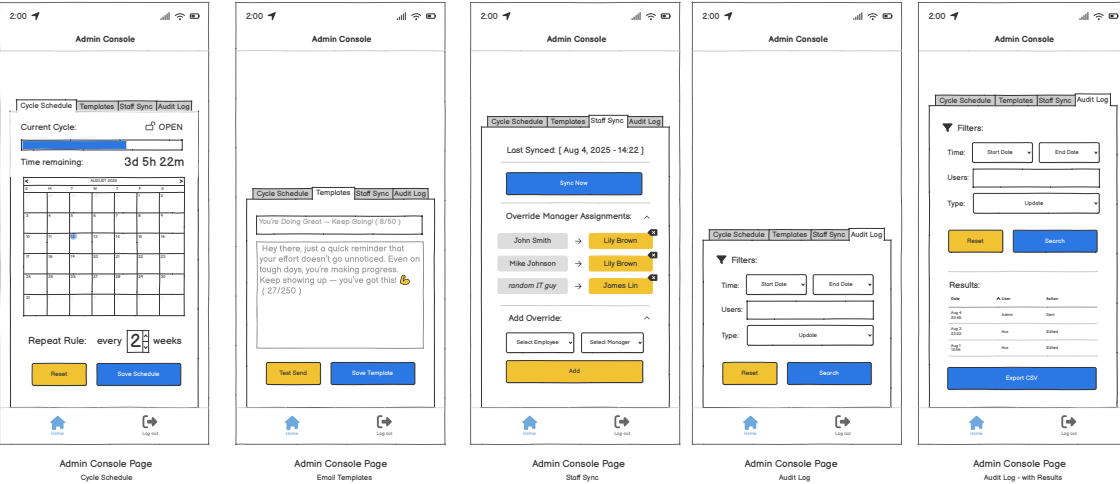 2:00
Admin Console
Cycle Schedule Templates Staff Sync Audit Log
Current Cycle: OPEN
Time remaining: 3d 5h 22m
< AUGUST 2025 >
S M T W T F S
Repeat Rule: every 2 weeks
Reset Save Schedule
Home Log out
Admin Console Page
Cycle Schedule
2:00
Admin Console
Cycle Schedule Templates Staff Sync Audit Log
You're Doing Great — Keep Going! ( 8/50 )
Hey there, just a quick reminder that
your effort doesn't go unnoticed. Even on
tough days, you're making progress.
Keep showing up — you've got this! 💪
( 27/250 )
Test Send Save Template
Home Log out
Admin Console Page
Email Templates
2:00
Admin Console
Cycle Schedule Templates Staff Sync Audit Log
Last Synced: [ Aug 4, 2025 - 14:22 ]
Sync Now
Override Manager Assignments:
John Smith → Lily Brown
Mike Johnson → Lily Brown
random IT guy → James Lin
Add Override:
Select Employee Select Manager
Add
Home Log out
Admin Console Page
Staff Sync
2:00
Admin Console
Cycle Schedule Templates Staff Sync Audit Log
Filters:
Time: Start Date End Date
Users:
Type: Update
Reset Search
Home Log out
Admin Console Page
Audit Log
2:00
Admin Console
Cycle Schedule Templates Staff Sync Audit Log
Filters:
Time: Start Date End Date
Users:
Type: Update
Reset Search
Results:
Date User Action
Aug 4 Admin Sent
Aug 3 Ann Edited
Aug 1 Ann Edited
Export CSV
Home Log out
Admin Console Page
Audit Log - with Results